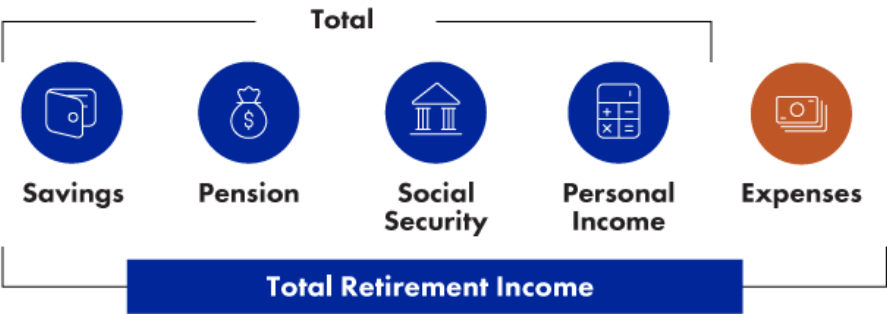 Total
Savings
Pension
Social
Security
Personal
Income
Expenses
Total Retirement Income